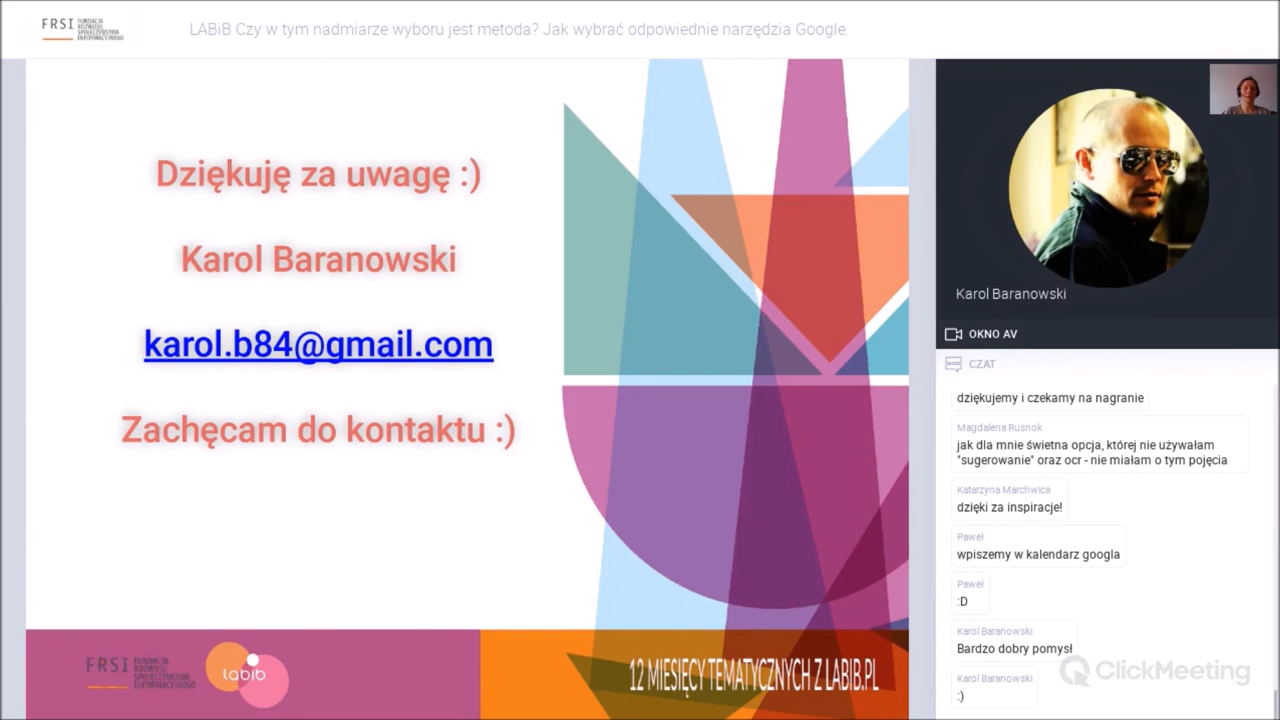 FRSI FUNDACJA
ROZWOJU
SPOŁECZEŃSTWA
INFORMACYJNEGO
LABiB Czy w tym nadmiarze wyboru jest metoda? Jak wybrać odpowiednie narzędzia Google.
Dziękuję za uwagę :)
Karol Baranowski
karol.b84@gmail.com
Zachęcam do kontaktu :)
FRSI FUNDACJA
ROZWOJU
SPOŁECZEŃSTWA
INFORMACYJNEGO
labib
12 MIESIĘCY TEMATYCZNYCH Z LABIB.PL
Karol Baranowski
OKNO AV
CZAT
dziękujemy i czekamy na nagranie
Magdalena Rusnok
jak dla mnie świetna opcja, której nie używałam
"sugerowanie" oraz ocr - nie miałam o tym pojęcia
Katarzyna Marchwica
dzięki za inspiracje!
Paweł
wpiszemy w kalendarz googla
Paweł
:D
Karol Baranowski
Bardzo dobry pomysł
Karol Baranowski
:)
ClickMeeting